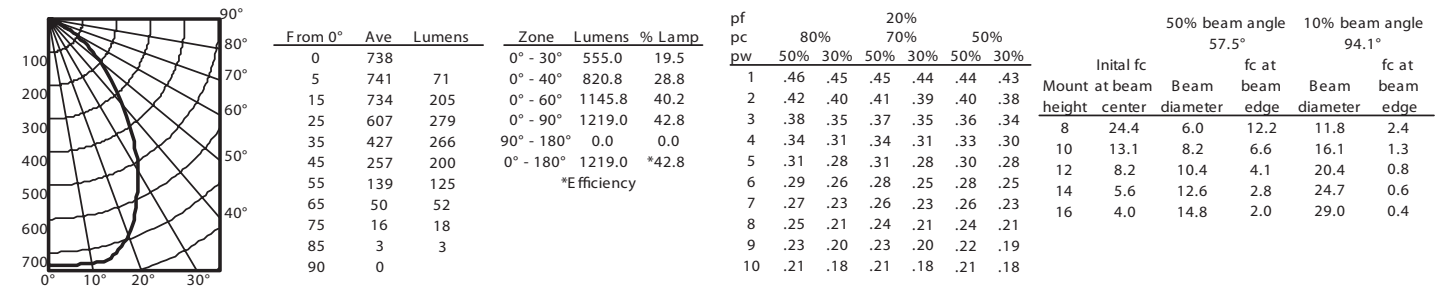 90°
80°
70°
60°
50°
40°
100
200
300
400
500
600
700
0° 10° 20° 30°
From 0° Ave Lumens
0 738
5 741 71
15 734 205
25 607 279
35 427 266
45 257 200
55 139 125
65 50 52
75 16 18
85 3 3
90 0
Zone Lumens % Lamp
0° - 30° 555.0 19.5
0° - 40° 820.8 28.8
0° - 60° 1145.8 40.2
0° - 90° 1219.0 42.8
90° - 180° 0.0 0.0
0° - 180° 1219.0 *42.8
*Efficiency
pf 20%
pc 80% 70% 50%
pw 50% 30% 50% 30% 50% 30%
1 .46 .45 .45 .44 .44 .43
2 .42 .40 .41 .39 .40 .38
3 .38 .35 .37 .35 .36 .34
4 .34 .31 .34 .31 .33 .30
5 .31 .28 .31 .28 .30 .28
6 .29 .26 .28 .25 .28 .25
7 .27 .23 .26 .23 .26 .23
8 .25 .21 .24 .21 .24 .21
9 .23 .20 .23 .20 .22 .19
10 .21 .18 .21 .18 .21 .18
50% beam angle 10% beam angle
57.5° 94.1°
Inital fc fc at fc at
Mount at beam Beam beam Beam beam
height center diameter edge diameter edge
8 24.4 6.0 12.2 11.8 2.4
10 13.1 8.2 6.6 16.1 1.3
12 8.2 10.4 4.1 20.4 0.8
14 5.6 12.6 2.8 24.7 0.6
16 4.0 14.8 2.0 29.0 0.4